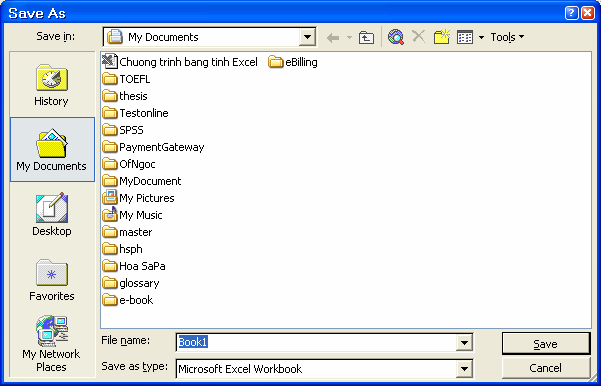 Save As
Save in: My Documents Tools
History
My Documents
Desktop
Favorites
My Network
Places
Chuong trinh bang tinh Excel eBilling
TOEFL
thesis
Testonline
SPSS
PaymentGateway
OfNgoc
MyDocument
My Pictures
My Music
master
hsph
Hoa SaPa
glossary
e-book
File name: Book1 Save
Save as type: Microsoft Excel Workbook Cancel